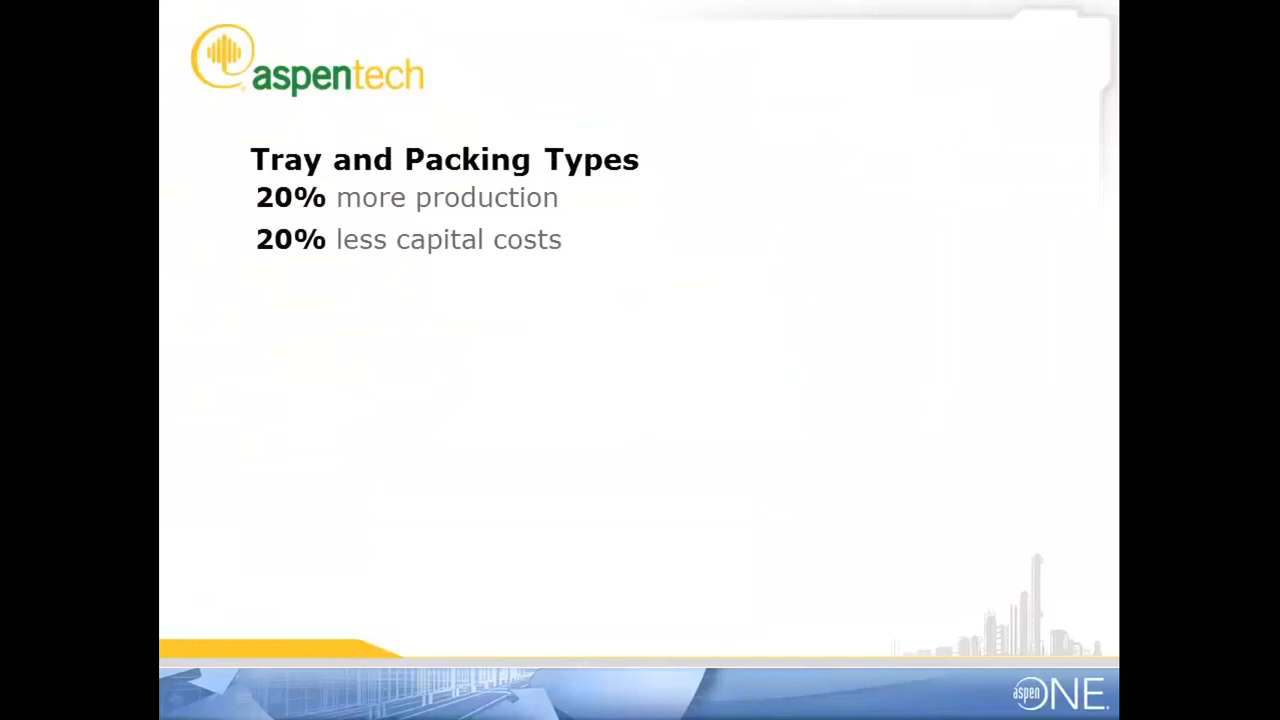 aspentech
Tray and Packing Types
20% more production
20% less capital costs
aspen ONE